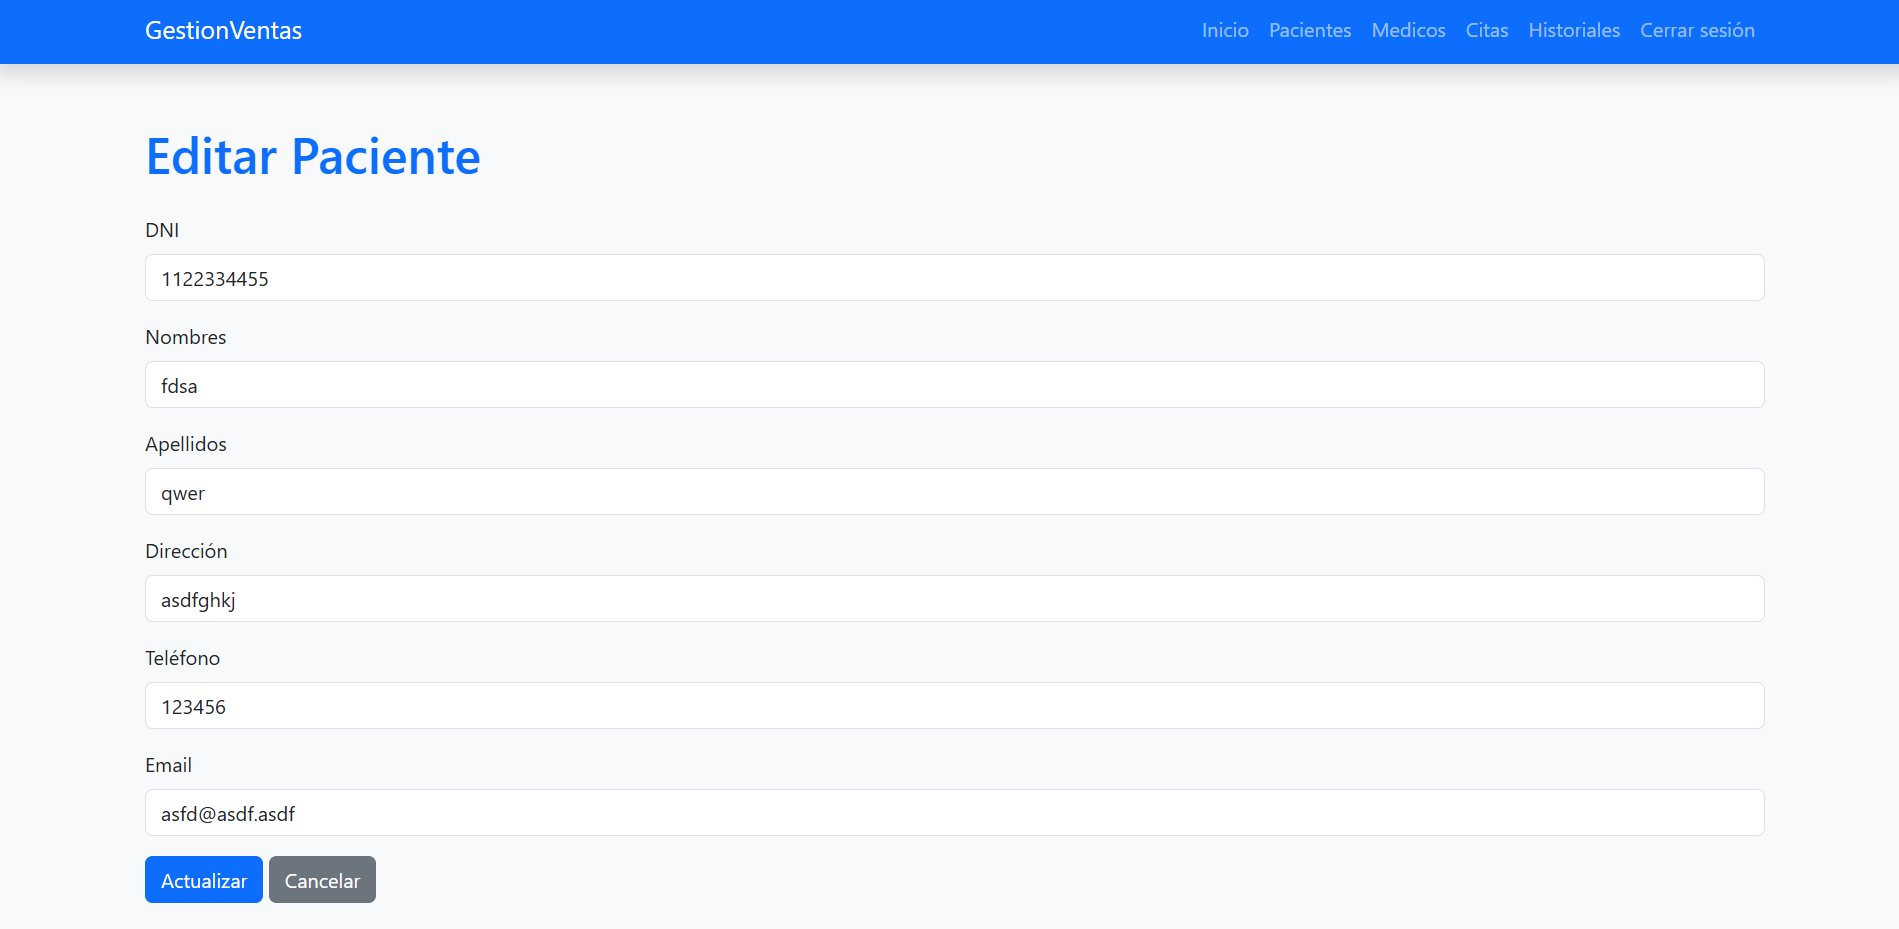 GestionVentas Inicio Pacientes Medicos Citas Historiales Cerrar sesión
Editar Paciente
DNI
1122334455
Nombres
fdsa
Apellidos
qwer
Dirección
asdfghkj
Teléfono
123456
Email
asfd@asdf.asdf
Actualizar Cancelar